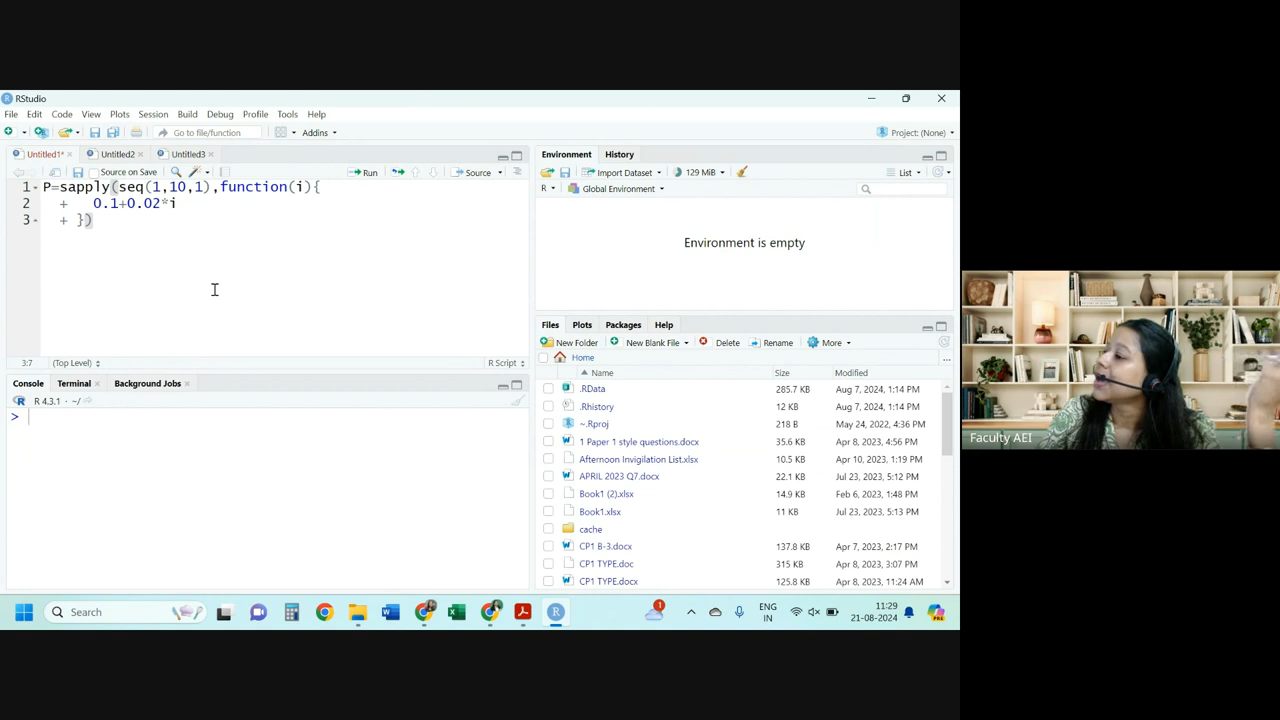 RStudio
File Edit Code View Plots Session Build Debug Profile Tools Help
Go to file/function Addins Project: (None)
Untitled1* Untitled2 Untitled3
Source on Save Run Source
1 P=sapply(seq(1,10,1),function(i){
2 + 0.1+0.02*i
3 + })
3:7 (Top Level) R Script
Console Terminal Background Jobs
R 4.3.1 · ~/
>
Environment History
Import Dataset 129 MiB List
R Global Environment
Environment is empty
Files Plots Packages Help
New Folder New Blank File Delete Rename More
Home
Name Size Modified
.RData 285.7 KB Aug 7, 2024, 1:14 PM
.Rhistory 12 KB Aug 7, 2024, 1:14 PM
~.Rproj 218 B May 24, 2022, 4:36 PM
1 Paper 1 style questions.docx 35.6 KB Apr 8, 2023, 4:56 PM
Afternoon Invigilation List.xlsx 10.5 KB Apr 10, 2023, 1:19 PM
APRIL 2023 Q7.docx 22.1 KB Jul 23, 2023, 5:12 PM
Book1 (2).xlsx 14.9 KB Feb 6, 2023, 1:48 PM
Book1.xlsx 11 KB Jul 23, 2023, 5:13 PM
cache
CP1 B-3.docx 137.8 KB Apr 7, 2023, 2:17 PM
CP1 TYPE.doc 315 KB Apr 8, 2023, 3:07 PM
CP1 TYPE.docx 125.8 KB Apr 8, 2023, 11:24 AM
Faculty AEI
Search
1
ENG
IN
11:29
21-08-2024